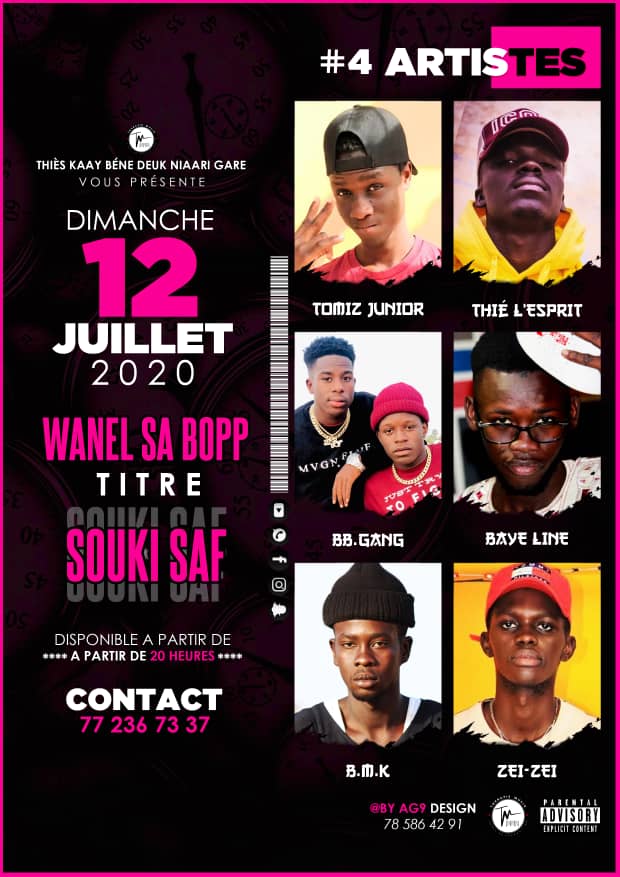 #4 ARTISTES
THIÈS KAAY BÉNE DEUK NIAARI GARE
VOUS PRÉSENTE
DIMANCHE
12
JUILLET
2020
WANEL SA BOPP
TITRE
SOUKI SAF
DISPONIBLE A PARTIR DE
**** A PARTIR DE 20 HEURES ****
CONTACT
77 236 73 37
TOMIZ JUNIOR
THIÉ L'ESPRIT
BB.GANG
BAYE LINE
B.M.K
ZEI-ZEI
@BY AG9 DESIGN
78 586 42 91
PARENTAL
ADVISORY
EXPLICIT CONTENT